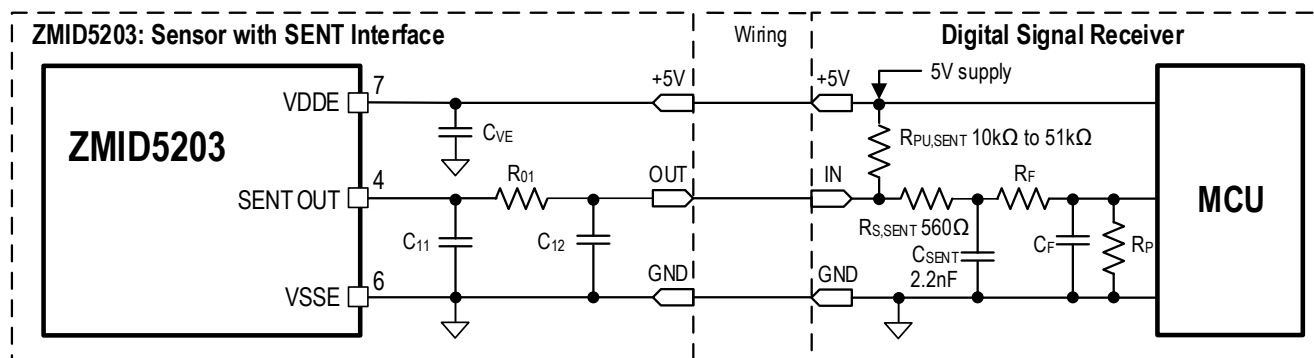 ZMID5203: Sensor with SENT Interface
Wiring
Digital Signal Receiver
7
+5V
+5V
5V supply
VDDE
ZMID5203
CVE
RPU,SENT 10kΩ to 51kΩ
4
R01
OUT
IN
RF
SENT OUT
MCU
RS,SENT 560Ω
C11
C12
CSENT
2.2nF
CF
RP
6
GND
GND
VSSE